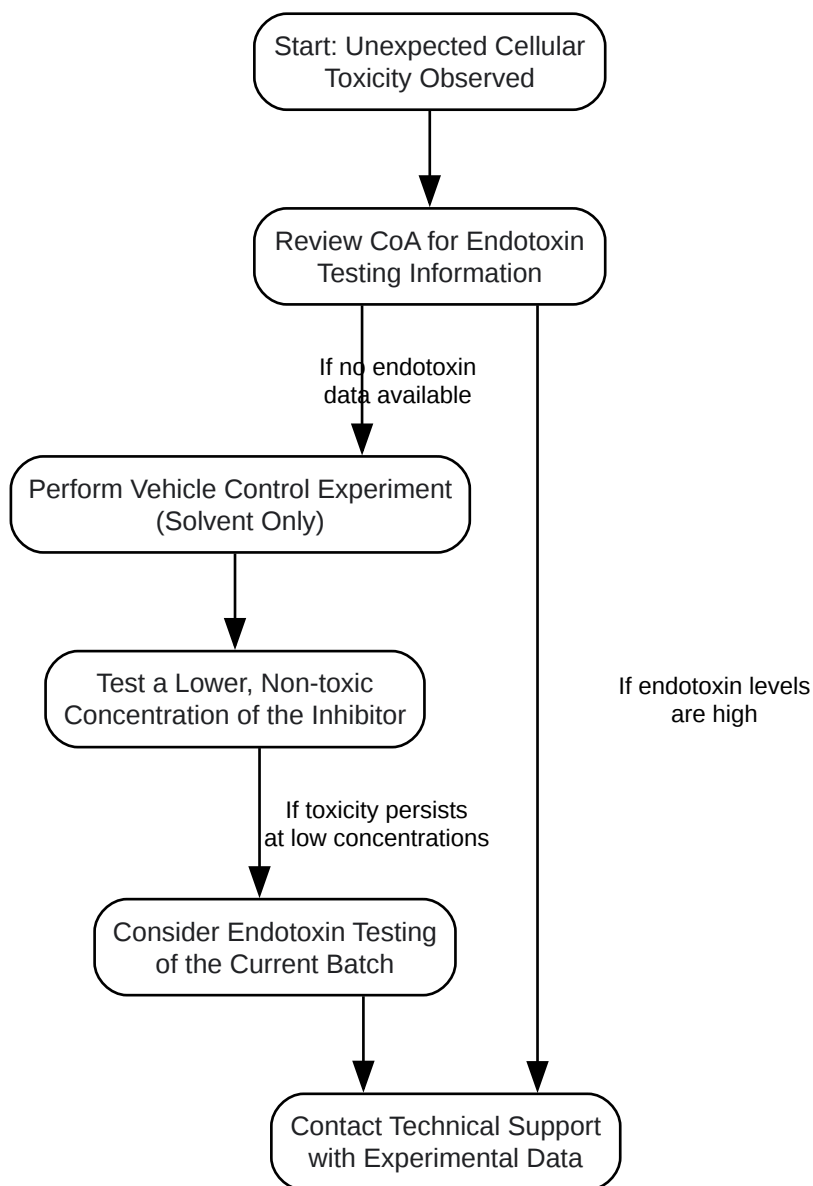 Start: Unexpected Cellular
Toxicity Observed
Review CoA for Endotoxin
Testing Information
If no endotoxin
data available
Perform Vehicle Control Experiment
(Solvent Only)
Test a Lower, Non-toxic
Concentration of the Inhibitor
If endotoxin levels
are high
If toxicity persists
at low concentrations
Consider Endotoxin Testing
of the Current Batch
Contact Technical Support
with Experimental Data